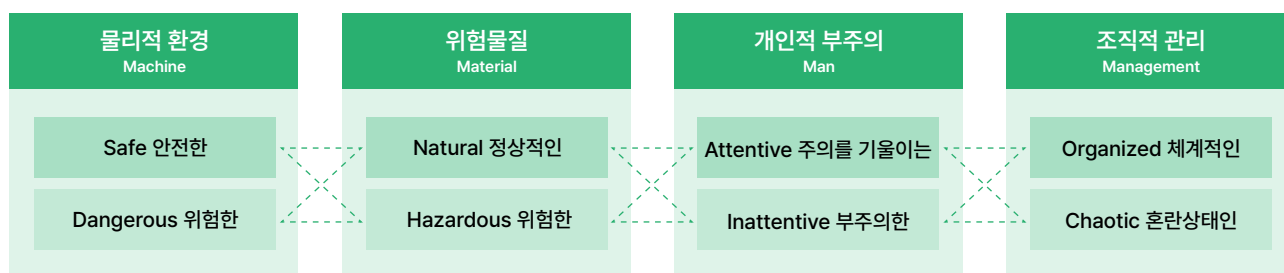 물리적 환경
Machine
위험물질
Material
개인적 부주의
Man
조직적 관리
Management
Safe 안전한
Natural 정상적인
Attentive 주의를 기울이는
Organized 체계적인
Dangerous 위험한
Hazardous 위험한
Inattentive 부주의한
Chaotic 혼란상태인